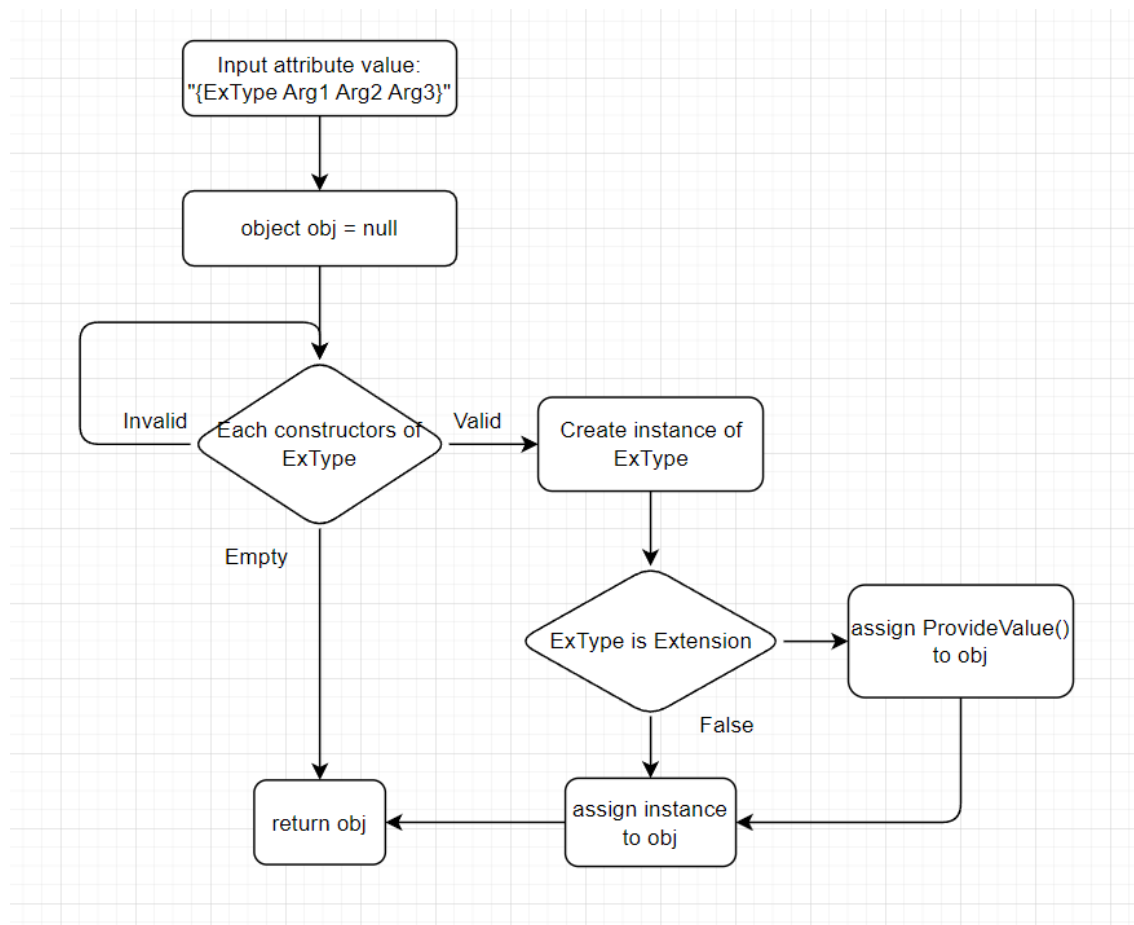 Input attribute value:
"{ExType Arg1 Arg2 Arg3}"
object obj = null
Invalid
Each constructors of
ExType
Valid
Create instance of
ExType
Empty
ExType is Extension
assign ProvideValue()
to obj
False
assign instance
to obj
return obj